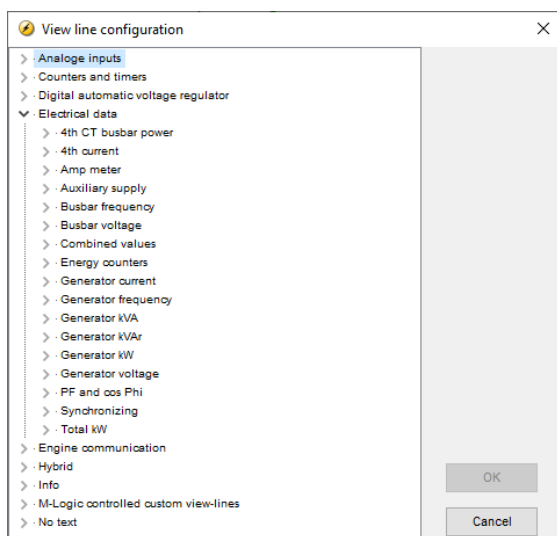 View line configuration
Analoge inputs
Counters and timers
Digital automatic voltage regulator
Electrical data
4th CT busbar power
4th current
Amp meter
Auxiliary supply
Busbar frequency
Busbar voltage
Combined values
Energy counters
Generator current
Generator frequency
Generator kVA
Generator kVAr
Generator kW
Generator voltage
PF and cos Phi
Synchronizing
Total kW
Engine communication
Hybrid
Info
M-Logic controlled custom view-lines
No text
OK
Cancel